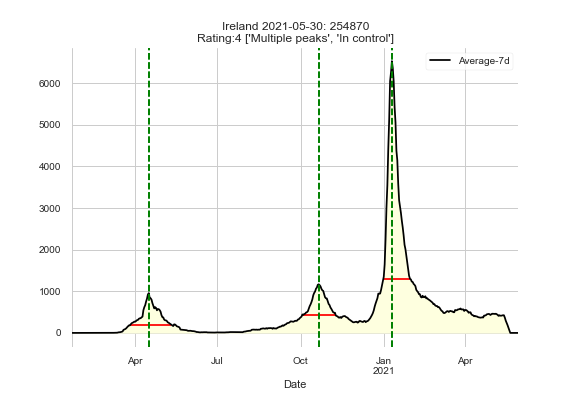 Ireland 2021-05-30: 254870
Rating:4 ['Multiple peaks', 'In control']
Average-7d
6000
5000
4000
3000
2000
1000
0
Apr
Jul
Oct
Jan
2021
Apr
Date